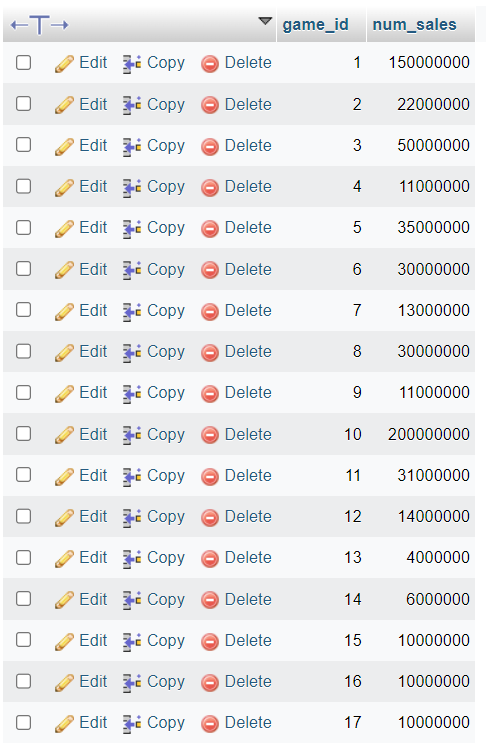 ←T→ game_id num_sales
Edit Copy Delete 1 150000000
Edit Copy Delete 2 22000000
Edit Copy Delete 3 50000000
Edit Copy Delete 4 11000000
Edit Copy Delete 5 35000000
Edit Copy Delete 6 30000000
Edit Copy Delete 7 13000000
Edit Copy Delete 8 30000000
Edit Copy Delete 9 11000000
Edit Copy Delete 10 200000000
Edit Copy Delete 11 31000000
Edit Copy Delete 12 14000000
Edit Copy Delete 13 4000000
Edit Copy Delete 14 6000000
Edit Copy Delete 15 10000000
Edit Copy Delete 16 10000000
Edit Copy Delete 17 10000000